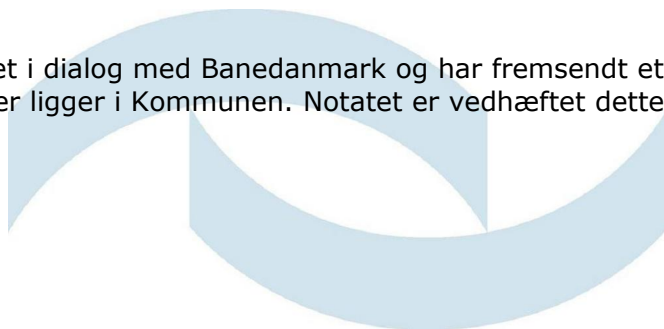 et i dialog med Banedanmark og har fremsendt et
er ligger i Kommunen. Notatet er vedhæftet dette